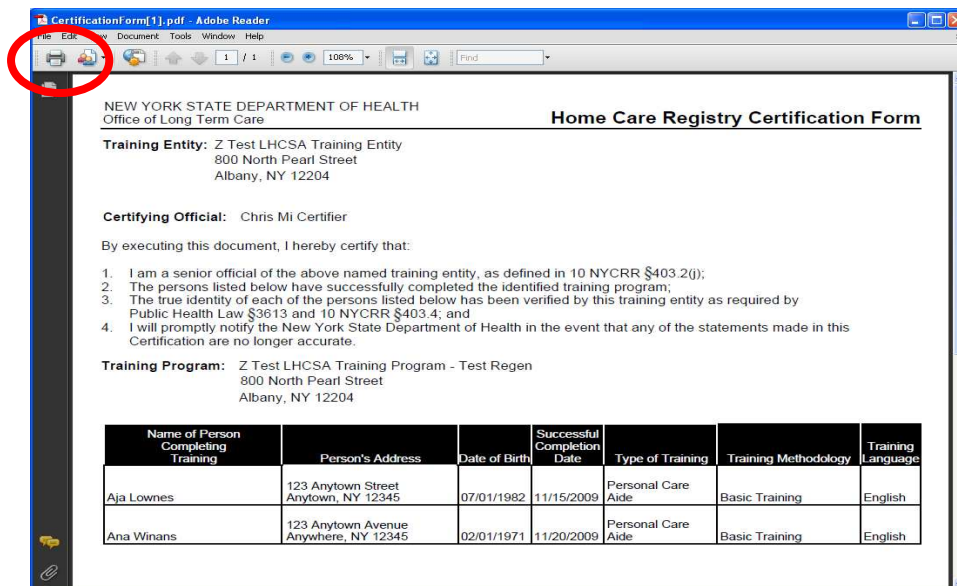 CertificationForm[1].pdf - Adobe Reader
File Edit View Document Tools Window Help
1 / 1 108% Find
NEW YORK STATE DEPARTMENT OF HEALTH
Office of Long Term Care Home Care Registry Certification Form
Training Entity: Z Test LHCSA Training Entity
800 North Pearl Street
Albany, NY 12204
Certifying Official: Chris Mi Certifier
By executing this document, I hereby certify that:
1. I am a senior official of the above named training entity, as defined in 10 NYCRR §403.2(j);
2. The persons listed below have successfully completed the identified training program;
3. The true identity of each of the persons listed below has been verified by this training entity as required by
Public Health Law §3613 and 10 NYCRR §403.4; and
4. I will promptly notify the New York State Department of Health in the event that any of the statements made in this
Certification are no longer accurate.
Training Program: Z Test LHCSA Training Program - Test Regen
800 North Pearl Street
Albany, NY 12204
Name of Person
Completing
Training
Person's Address
Date of Birth
Successful
Completion
Date
Type of Training
Training Methodology
Training
Language
Aja Lownes
123 Anytown Street
Anytown, NY 12345
07/01/1982
11/15/2009
Personal Care
Aide
Basic Training
English
Ana Winans
123 Anytown Avenue
Anywhere, NY 12345
02/01/1971
11/20/2009
Personal Care
Aide
Basic Training
English